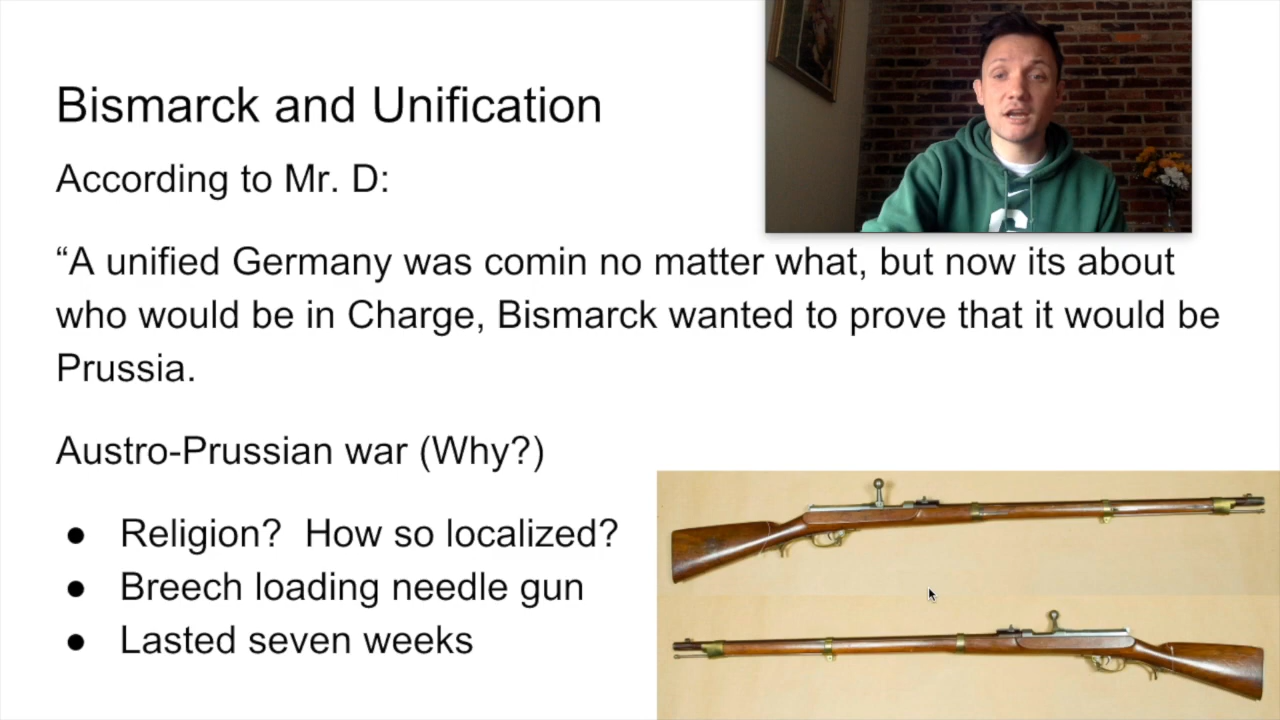 Bismarck and Unification
According to Mr. D:
“A unified Germany was comin no matter what, but now its about
who would be in Charge, Bismarck wanted to prove that it would be
Prussia.
Austro-Prussian war (Why?)
● Religion?  How so localized?
● Breech loading needle gun
● Lasted seven weeks